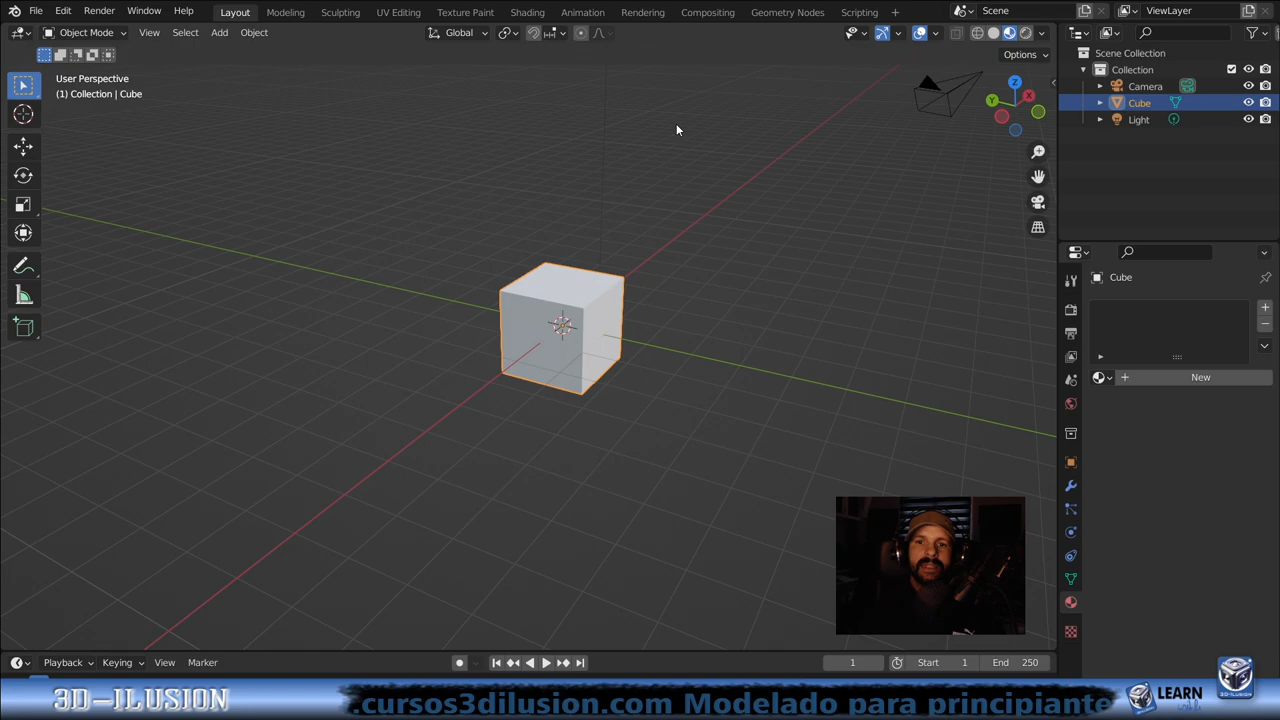 File Edit Render Window Help Layout Modeling Sculpting UV Editing Texture Paint Shading Animation Rendering Compositing Geometry Nodes Scripting + Scene ViewLayer
Object Mode View Select Add Object Global
Options
User Perspective
(1) Collection | Cube
Z
Y
X
Scene Collection
Collection
Camera
Cube
Light
Cube
New
Playback Keying View Marker 1 Start 1 End 250
3D-ILUSION .cursos3dilusion.com Modelado para principiante LEARN
3D-ILUSION